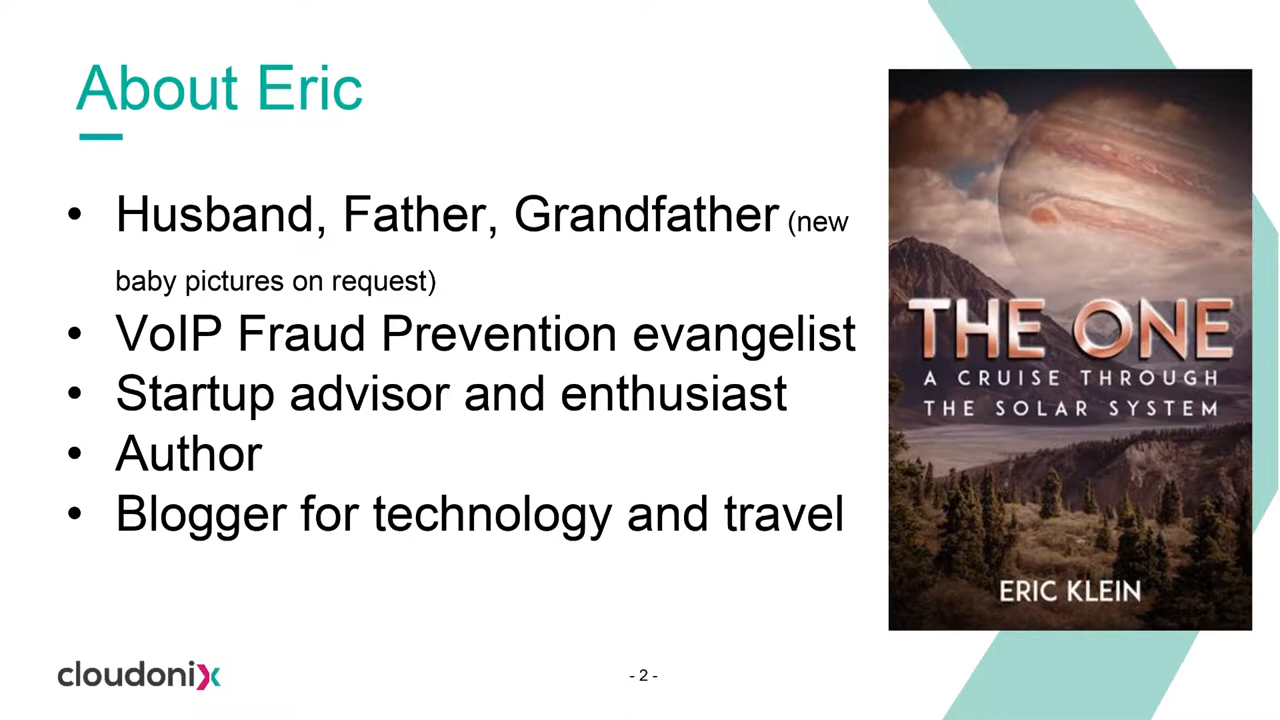 About Eric
• Husband, Father, Grandfather (new
baby pictures on request)
• VoIP Fraud Prevention evangelist
• Startup advisor and enthusiast
• Author
• Blogger for technology and travel
THE ONE
A CRUISE THROUGH
THE SOLAR SYSTEM
ERIC KLEIN
cloudonix
- 2 -